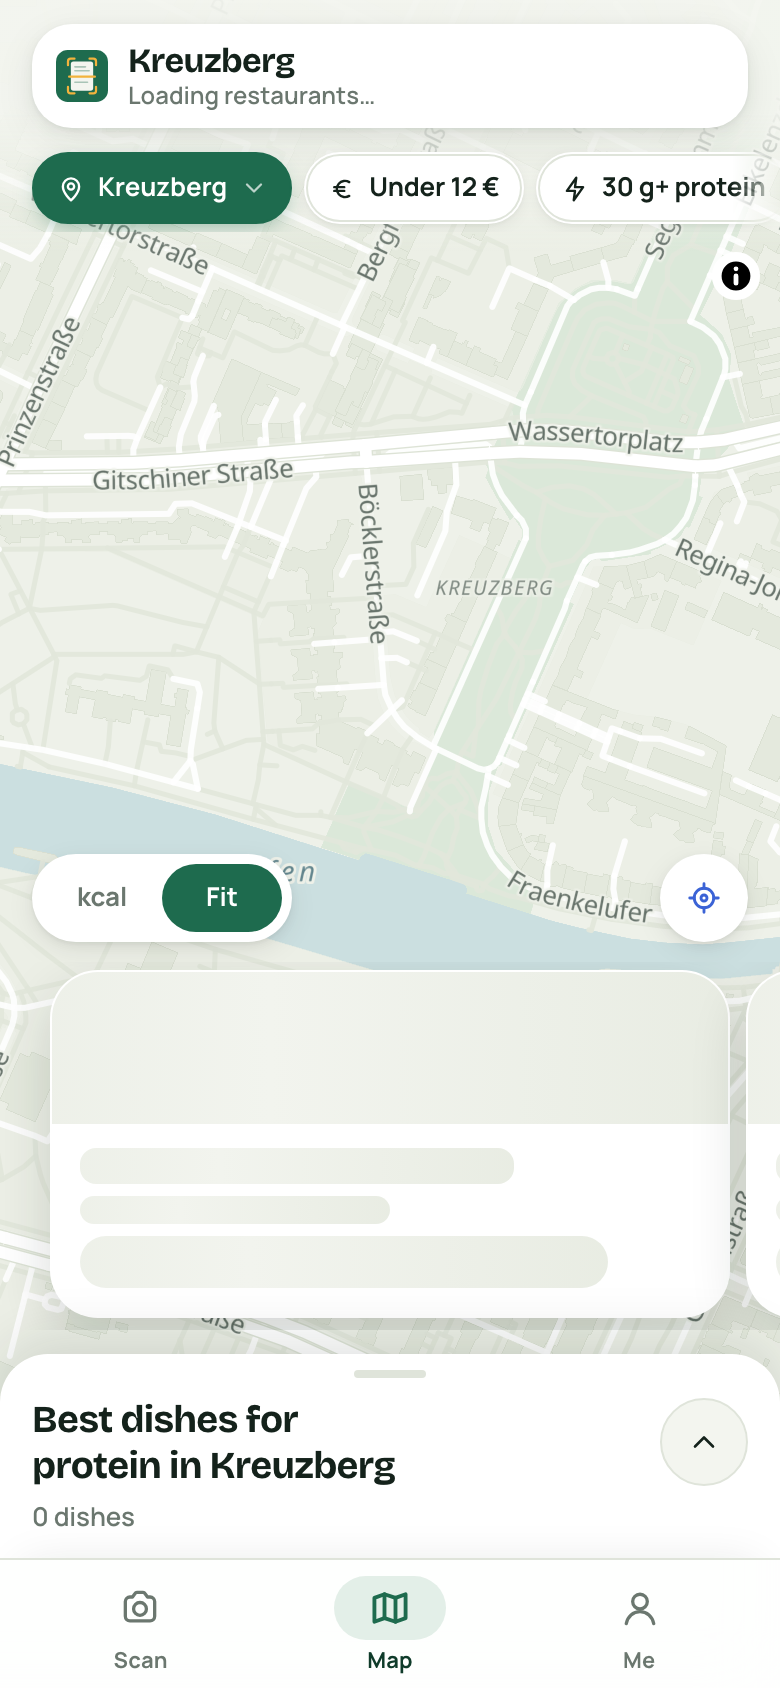 Kreuzberg
Loading restaurants...
Kreuzberg
Under 12 €
30 g+ protein
Prinzenstraße
Wassertorplatz
Gitschiner Straße
Böcklerstraße
KREUZBERG
kcal
Fit
Fraenkelufer
Best dishes for
protein in Kreuzberg
0 dishes
Scan
Map
Me